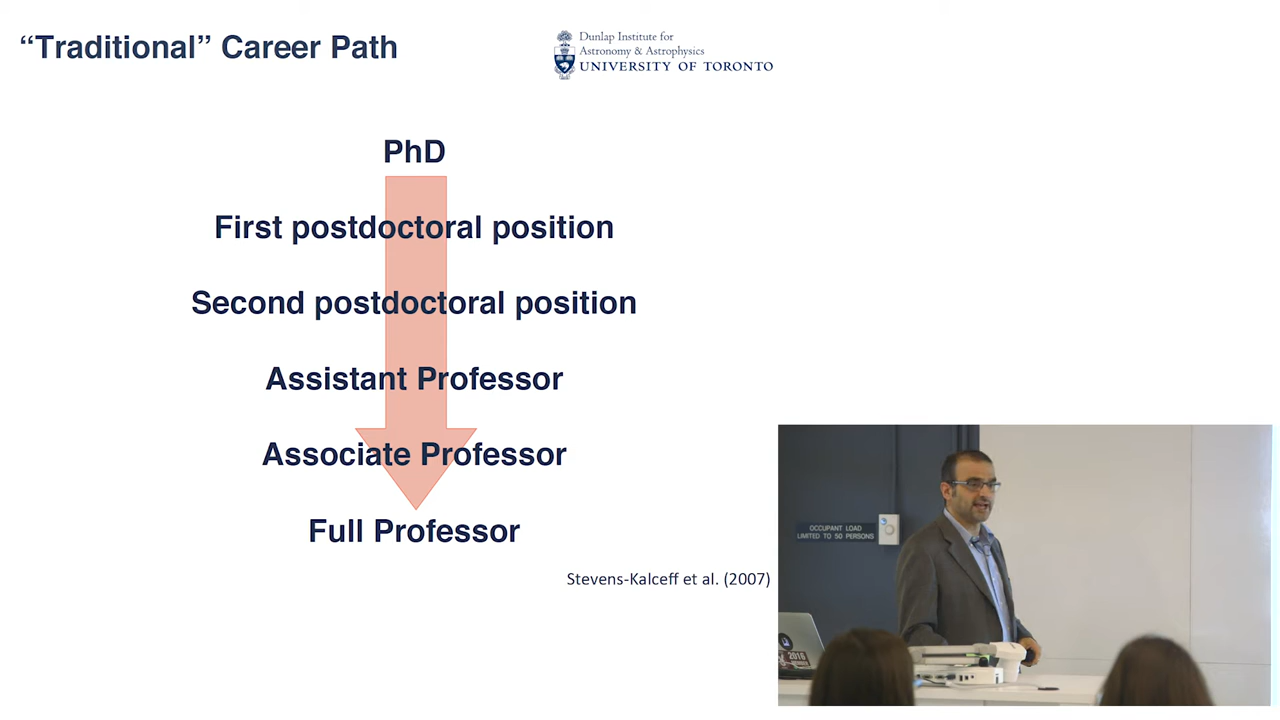 “Traditional” Career Path
Dunlap Institute for
Astronomy & Astrophysics
UNIVERSITY OF TORONTO
PhD
First postdoctoral position
Second postdoctoral position
Assistant Professor
Associate Professor
Full Professor
Stevens-Kalceff et al. (2007)
OCCUPANT LOAD
LIMITED TO 50 PERSONS
2016